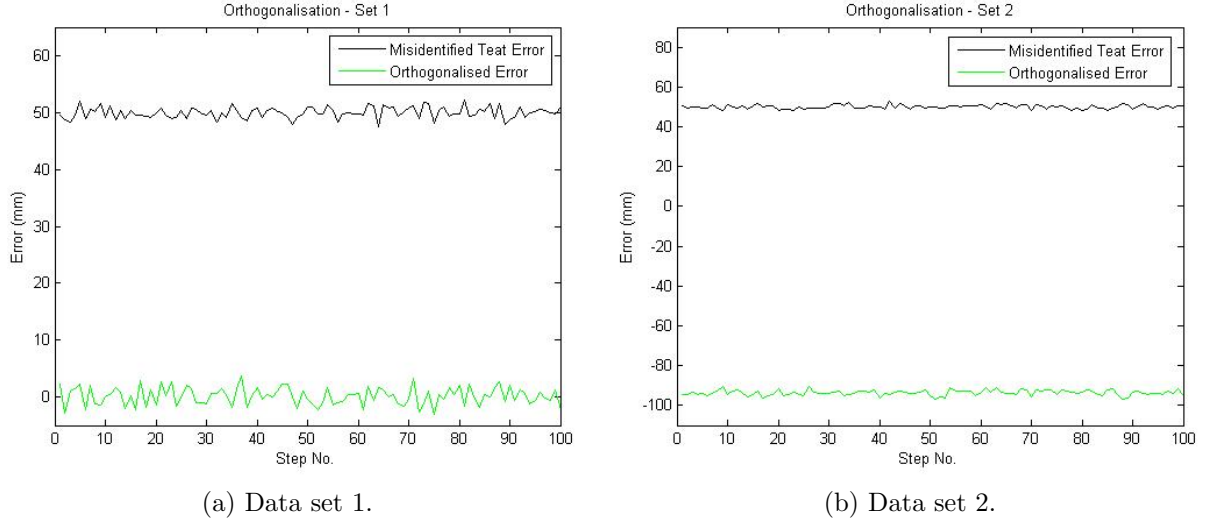 Orthogonalisation - Set 1
Misidentified Teat Error
Orthogonalised Error
60
50
40
30
20
10
0
Error (mm)
0 10 20 30 40 50 60 70 80 90 100
Step No.
(a) Data set 1.
Orthogonalisation - Set 2
Misidentified Teat Error
Orthogonalised Error
80
60
40
20
0
-20
-40
-60
-80
-100
Error (mm)
0 10 20 30 40 50 60 70 80 90 100
Step No.
(b) Data set 2.